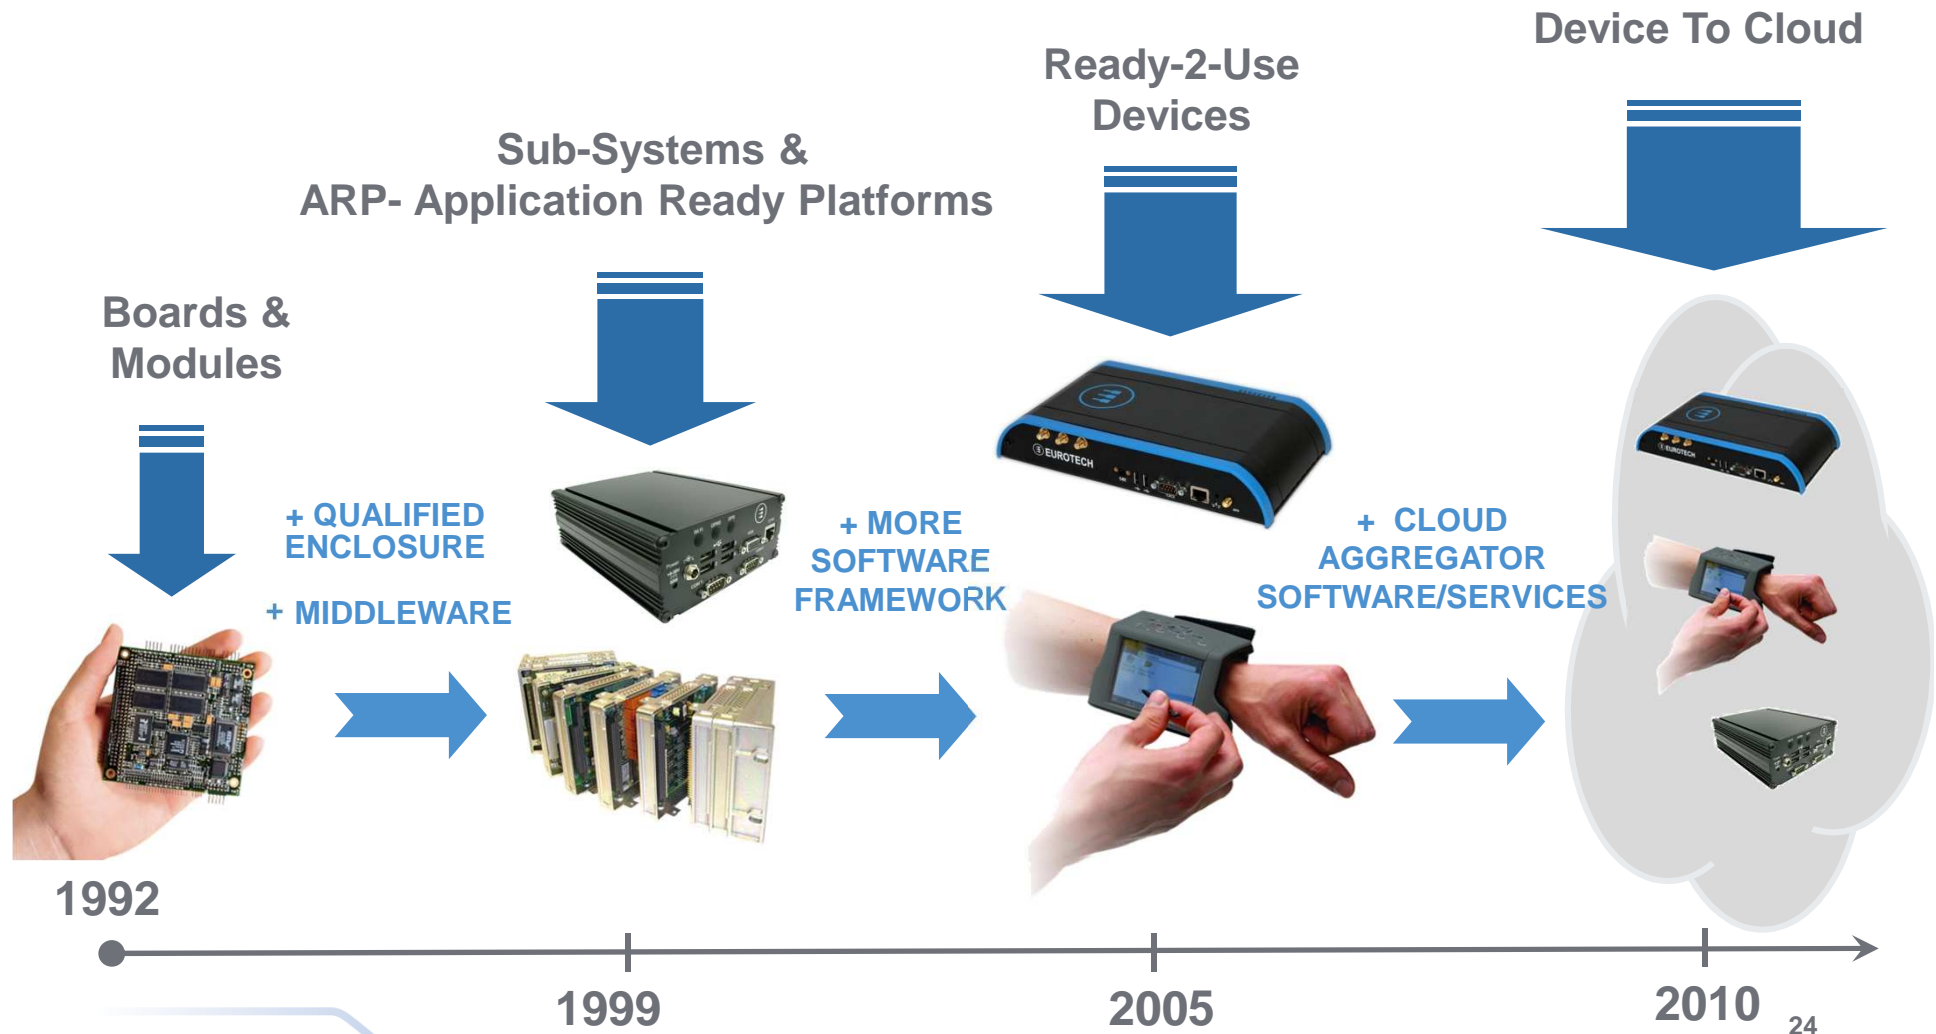 Device To Cloud
Ready-2-Use
Devices
Sub-Systems &
ARP- Application Ready Platforms
Boards &
Modules
+ QUALIFIED
ENCLOSURE
+ MIDDLEWARE
+ MORE
SOFTWARE
FRAMEWORK
+ CLOUD
AGGREGATOR
SOFTWARE/SERVICES
EUROTECH
EUROTECH
1992
1999
2005
2010
24